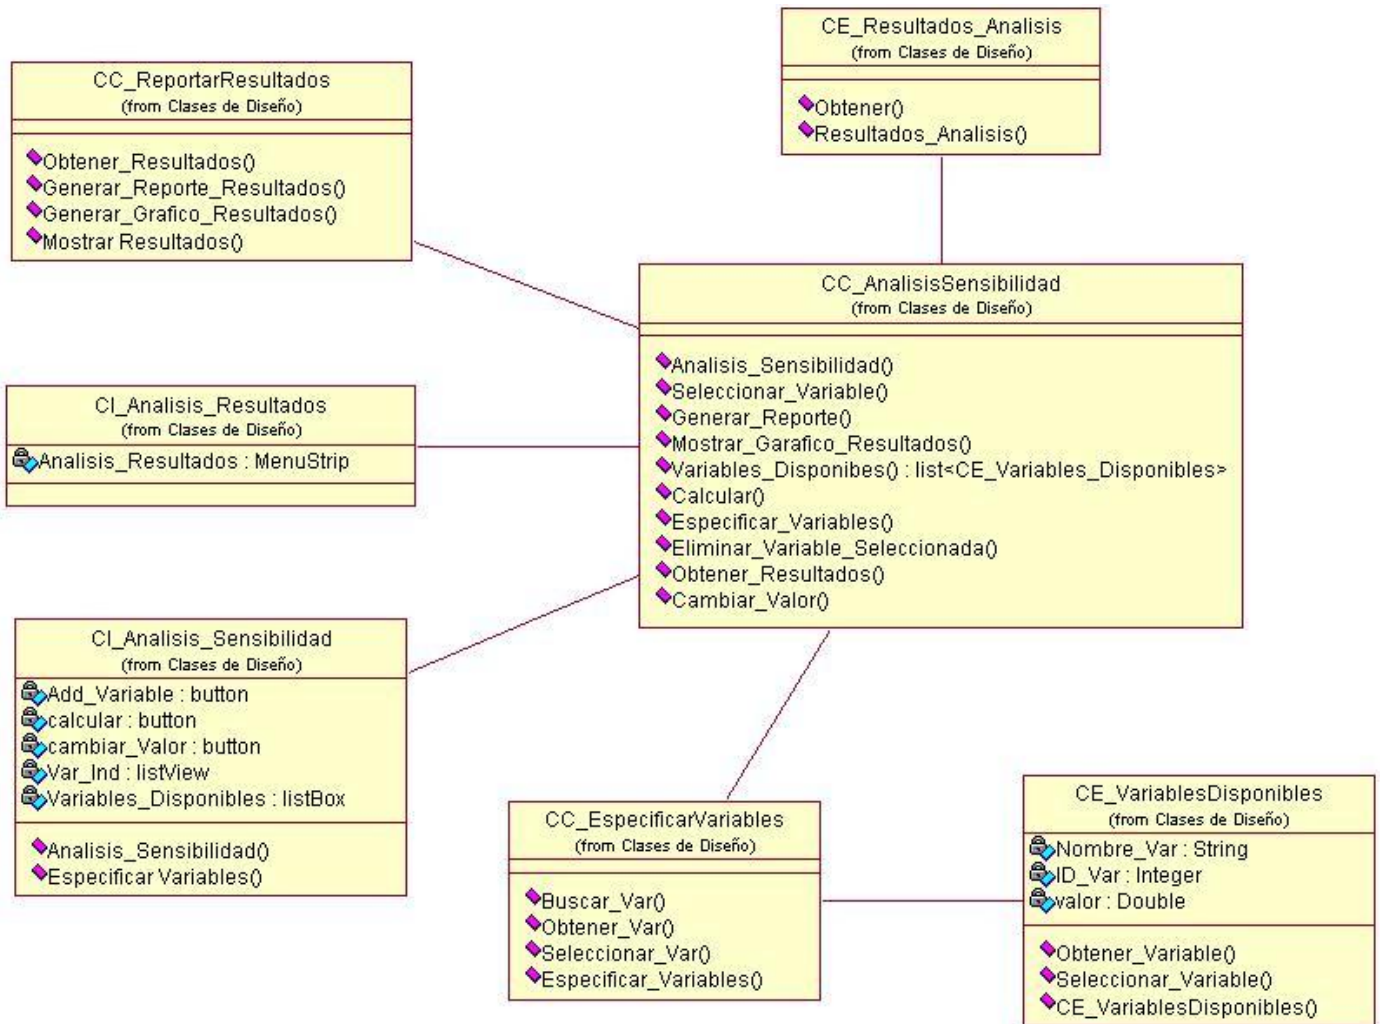 CE_Resultados_Analisis
(from Clases de Diseño)
Obtener()
Resultados_Analisis()
CC_ReportarResultados
(from Clases de Diseño)
Obtener_Resultados()
Generar_Reporte_Resultados()
Generar_Grafico_Resultados()
Mostrar Resultados()
CC_AnalisisSensibilidad
(from Clases de Diseño)
Analisis_Sensibilidad()
Seleccionar_Variable()
Generar_Reporte()
Mostrar_Garafico_Resultados()
Variables_Disponibes() : list<CE_Variables_Disponibles>
Calcular()
Especificar_Variables()
Eliminar_Variable_Seleccionada()
Obtener_Resultados()
Cambiar_Valor()
CI_Analisis_Resultados
(from Clases de Diseño)
Analisis_Resultados : MenuStrip
CI_Analisis_Sensibilidad
(from Clases de Diseño)
Add_Variable : button
calcular : button
cambiar_Valor : button
Var_Ind : listView
Variables_Disponibles : listBox
Analisis_Sensibilidad()
Especificar Variables()
CC_EspecificarVariables
(from Clases de Diseño)
Buscar_Var()
Obtener_Var()
Seleccionar_Var()
Especificar_Variables()
CE_VariablesDisponibles
(from Clases de Diseño)
Nombre_Var : String
ID_Var : Integer
valor : Double
Obtener_Variable()
Seleccionar_Variable()
CE_VariablesDisponibles()